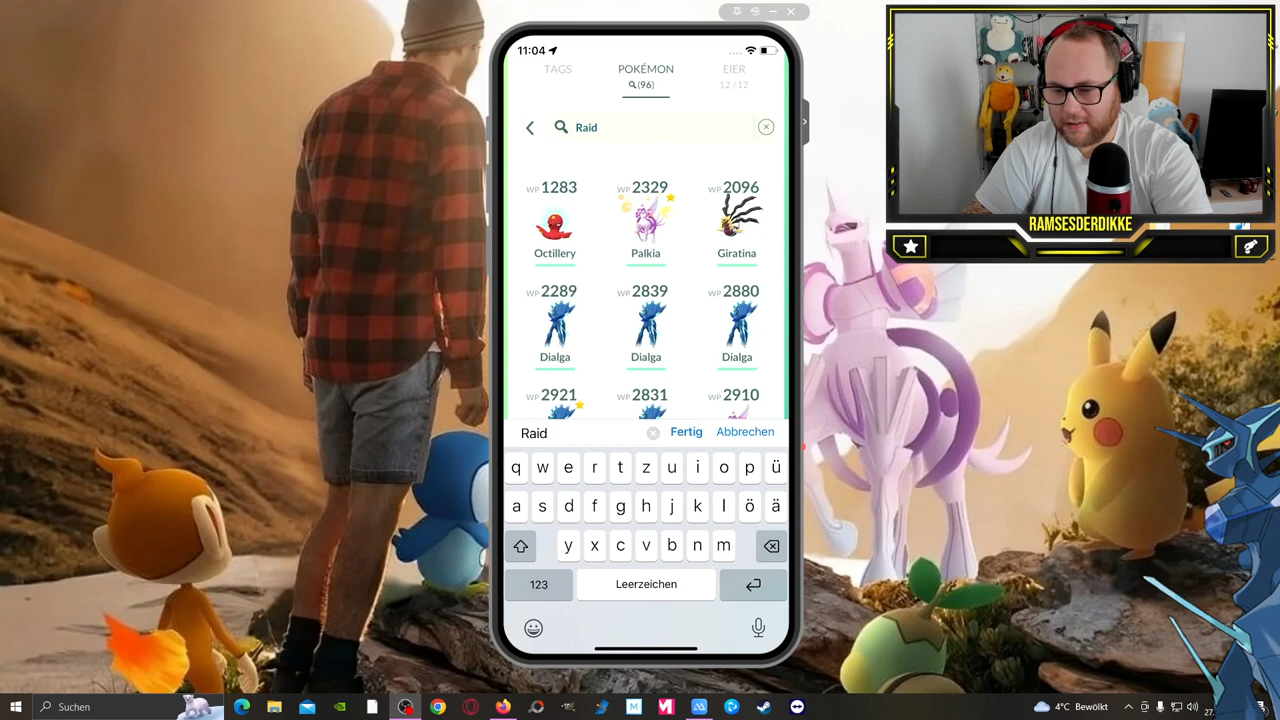 11:04
TAGS
POKÉMON
EIER
(96)
12 / 12
Raid
WP 1283
WP 2329
WP 2096
Octillery
Palkia
Giratina
WP 2289
WP 2839
WP 2880
Dialga
Dialga
Dialga
WP 2921
WP 2831
WP 2910
Raid
Fertig
Abbrechen
q w e r t z u i o p ü
a s d f g h j k l ö ä
y x c v b n m
123
Leerzeichen
RAMSESDERDIKKE
Suchen
4°C Bewölkt
27.